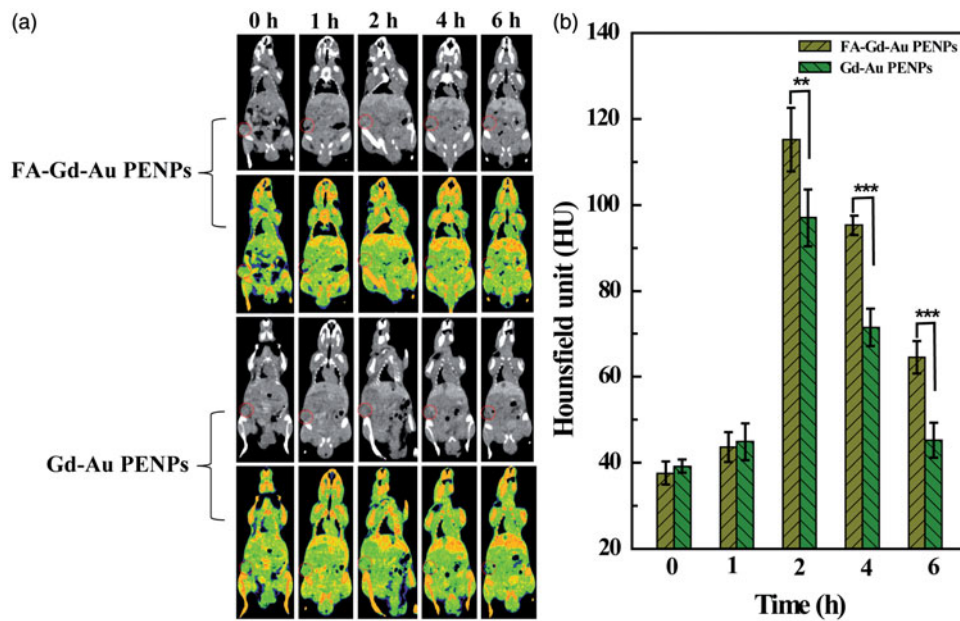 (a)
0 h 1 h 2 h 4 h 6 h
FA-Gd-Au PENPs
Gd-Au PENPs
(b)
140
120
100
80
60
40
20
Hounsfield unit (HU)
FA-Gd-Au PENPs
Gd-Au PENPs
**
***
***
0 1 2 4 6
Time (h)